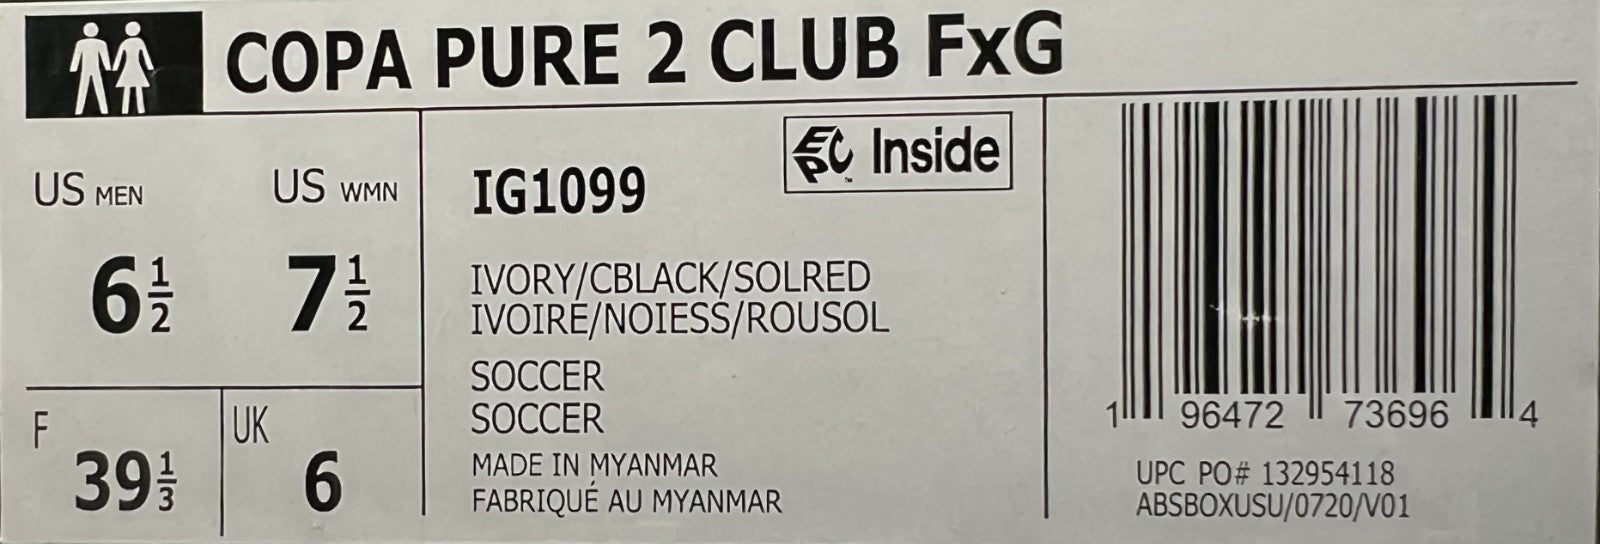 COPA PURE 2 CLUB FxG
US MEN
6 1/2
US WMN
7 1/2
F
39 1/3
UK
6
IG1099
EPC Inside
IVORY/CBLACK/SOLRED
IVOIRE/NOIESS/ROUSOL
SOCCER
SOCCER
MADE IN MYANMAR
FABRIQUÉ AU MYANMAR
1 96472 73696 4
UPC PO# 132954118
ABSBOXUSU/0720/V01